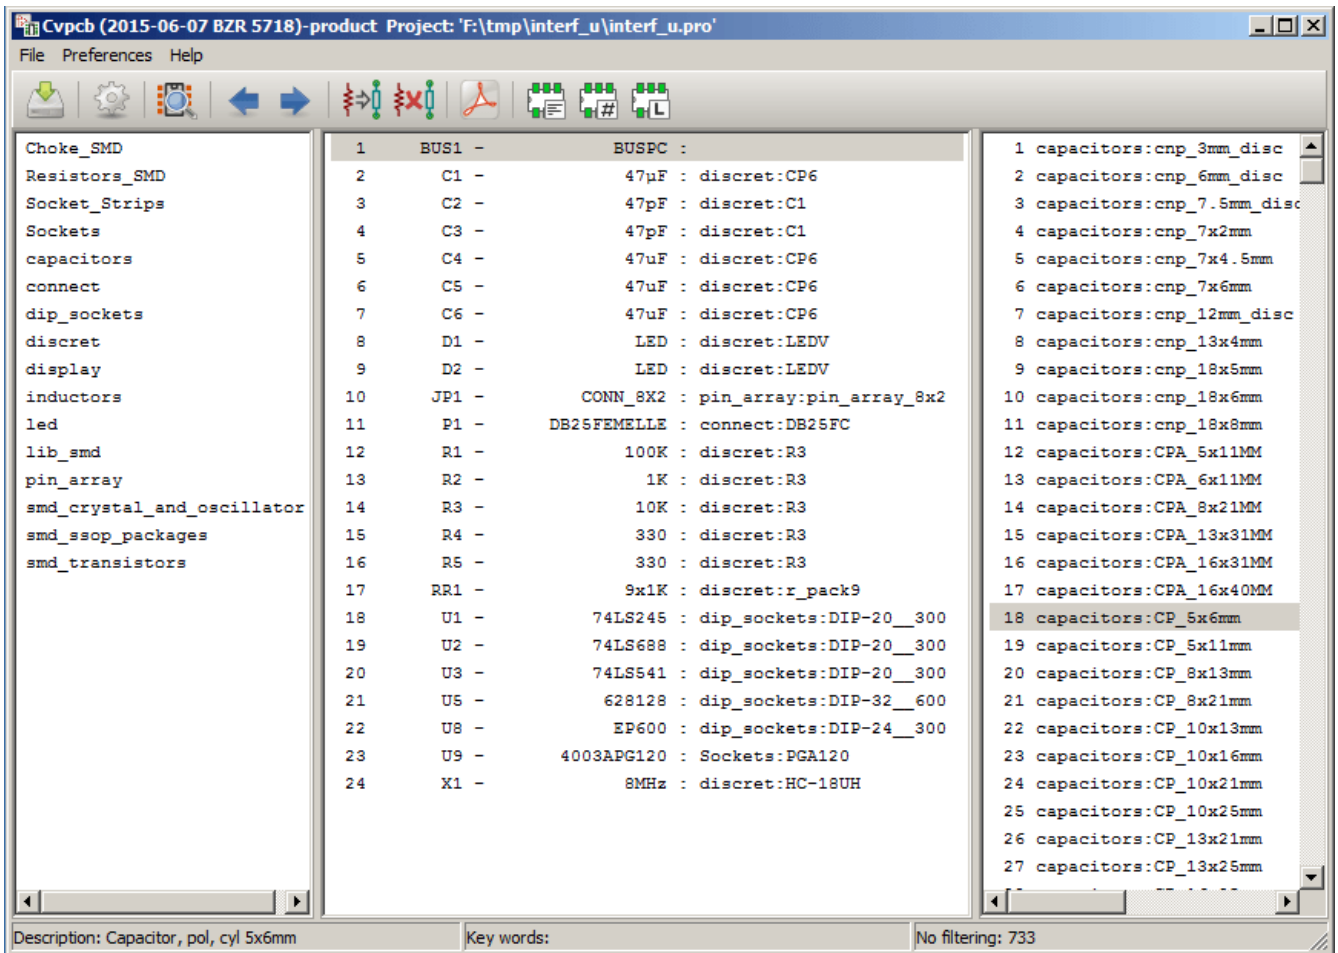 Cvpcb (2015-06-07 BZR 5718)-product Project: 'F:\tmp\interf_u\interf_u.pro'
File Preferences Help
#
L
Choke_SMD
Resistors_SMD
Socket_Strips
Sockets
capacitors
connect
dip_sockets
discret
display
inductors
led
lib_smd
pin_array
smd_crystal_and_oscillator
smd_ssop_packages
smd_transistors
1 BUS1 - BUSPC :
2 C1 - 47µF : discret:CP6
3 C2 - 47pF : discret:C1
4 C3 - 47pF : discret:C1
5 C4 - 47uF : discret:CP6
6 C5 - 47uF : discret:CP6
7 C6 - 47uF : discret:CP6
8 D1 - LED : discret:LEDV
9 D2 - LED : discret:LEDV
10 JP1 - CONN_8X2 : pin_array:pin_array_8x2
11 P1 - DB25FEMELLE : connect:DB25FC
12 R1 - 100K : discret:R3
13 R2 - 1K : discret:R3
14 R3 - 10K : discret:R3
15 R4 - 330 : discret:R3
16 R5 - 330 : discret:R3
17 RR1 - 9x1K : discret:r_pack9
18 U1 - 74LS245 : dip_sockets:DIP-20__300
19 U2 - 74LS688 : dip_sockets:DIP-20__300
20 U3 - 74LS541 : dip_sockets:DIP-20__300
21 U5 - 628128 : dip_sockets:DIP-32__600
22 U8 - EP600 : dip_sockets:DIP-24__300
23 U9 - 4003APG120 : Sockets:PGA120
24 X1 - 8MHz : discret:HC-18UH
1 capacitors:cnp_3mm_disc
2 capacitors:cnp_6mm_disc
3 capacitors:cnp_7.5mm_disc
4 capacitors:cnp_7x2mm
5 capacitors:cnp_7x4.5mm
6 capacitors:cnp_7x6mm
7 capacitors:cnp_12mm_disc
8 capacitors:cnp_13x4mm
9 capacitors:cnp_18x5mm
10 capacitors:cnp_18x6mm
11 capacitors:cnp_18x8mm
12 capacitors:CPA_5x11MM
13 capacitors:CPA_6x11MM
14 capacitors:CPA_8x21MM
15 capacitors:CPA_13x31MM
16 capacitors:CPA_16x31MM
17 capacitors:CPA_16x40MM
18 capacitors:CP_5x6mm
19 capacitors:CP_5x11mm
20 capacitors:CP_8x13mm
21 capacitors:CP_8x21mm
22 capacitors:CP_10x13mm
23 capacitors:CP_10x16mm
24 capacitors:CP_10x21mm
25 capacitors:CP_10x25mm
26 capacitors:CP_13x21mm
27 capacitors:CP_13x25mm
Description: Capacitor, pol, cyl 5x6mm
Key words:
No filtering: 733